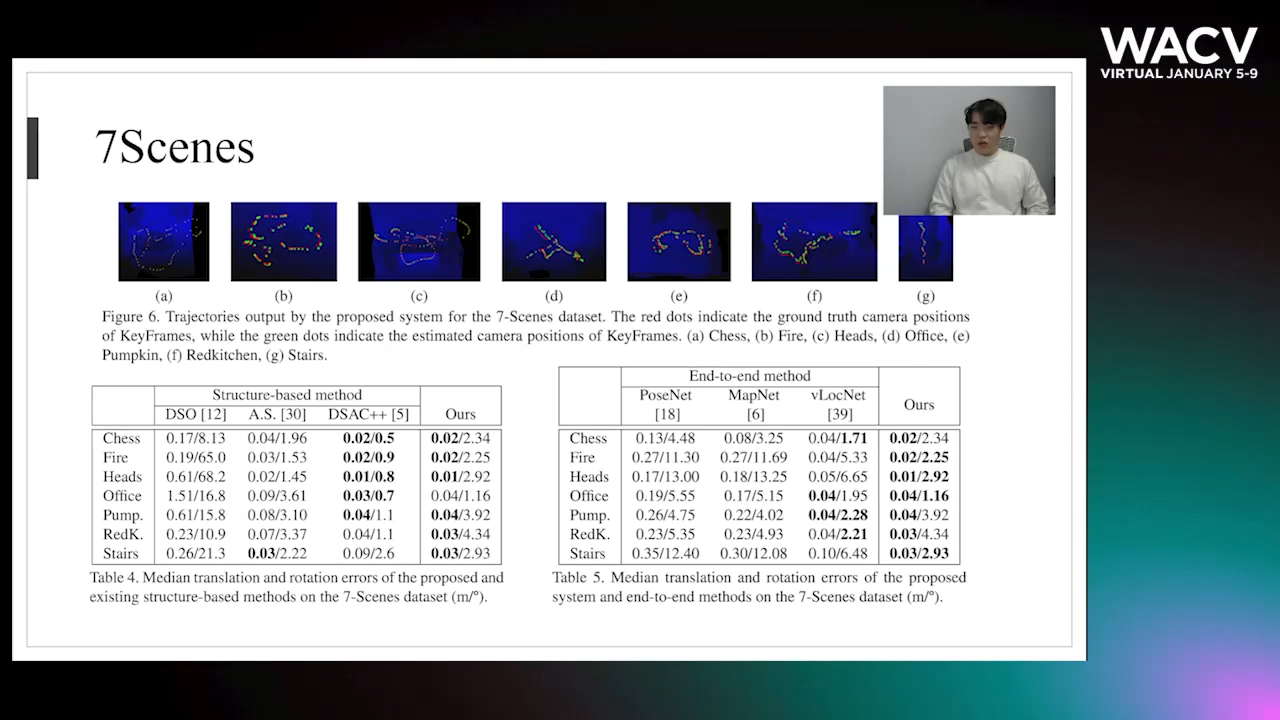 WACV
VIRTUAL JANUARY 5-9
7Scenes
(a) (b) (c) (d) (e) (f) (g)
Figure 6. Trajectories output by the proposed system for the 7-Scenes dataset. The red dots indicate the ground truth camera positions
of KeyFrames, while the green dots indicate the estimated camera positions of KeyFrames. (a) Chess, (b) Fire, (c) Heads, (d) Office, (e)
Pumpkin, (f) Redkitchen, (g) Stairs.
Structure-based method
DSO [12] A.S. [30] DSAC++ [5] Ours
Chess 0.17/8.13 0.04/1.96 0.02/0.5 0.02/2.34
Fire 0.19/65.0 0.03/1.53 0.02/0.9 0.02/2.25
Heads 0.61/68.2 0.02/1.45 0.01/0.8 0.01/2.92
Office 1.51/16.8 0.09/3.61 0.03/0.7 0.04/1.16
Pump. 0.61/15.8 0.08/3.10 0.04/1.1 0.04/3.92
RedK. 0.23/10.9 0.07/3.37 0.04/1.1 0.03/4.34
Stairs 0.26/21.3 0.03/2.22 0.09/2.6 0.03/2.93
Table 4. Median translation and rotation errors of the proposed and
existing structure-based methods on the 7-Scenes dataset (m/°).
End-to-end method
PoseNet MapNet vLocNet Ours
[18] [6] [39]
Chess 0.13/4.48 0.08/3.25 0.04/1.71 0.02/2.34
Fire 0.27/11.30 0.27/11.69 0.04/5.33 0.02/2.25
Heads 0.17/13.00 0.18/13.25 0.05/6.65 0.01/2.92
Office 0.19/5.55 0.17/5.15 0.04/1.95 0.04/1.16
Pump. 0.26/4.75 0.22/4.02 0.04/2.28 0.04/3.92
RedK. 0.23/5.35 0.23/4.93 0.04/2.21 0.03/4.34
Stairs 0.35/12.40 0.30/12.08 0.10/6.48 0.03/2.93
Table 5. Median translation and rotation errors of the proposed
system and end-to-end methods on the 7-Scenes dataset (m/°).